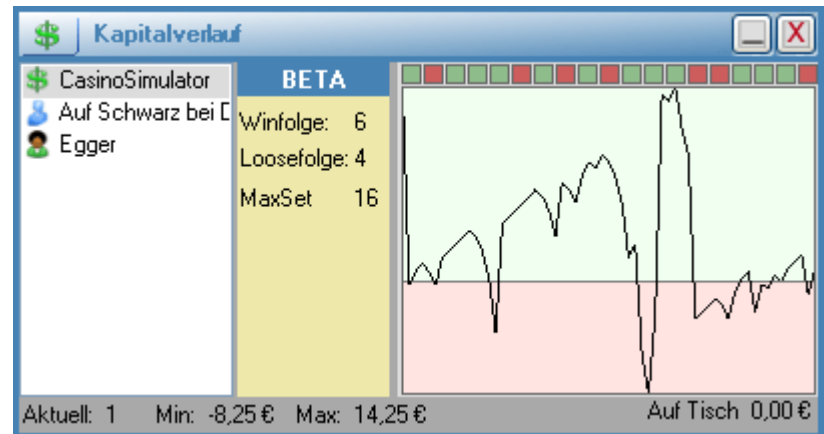 Kapitalverlauf
CasinoSimulator
Auf Schwarz bei D
Egger
BETA
Winfolge: 6
Loosefolge: 4
MaxSet 16
Aktuell: 1 Min: -8,25 € Max: 14,25 € Auf Tisch 0,00 €